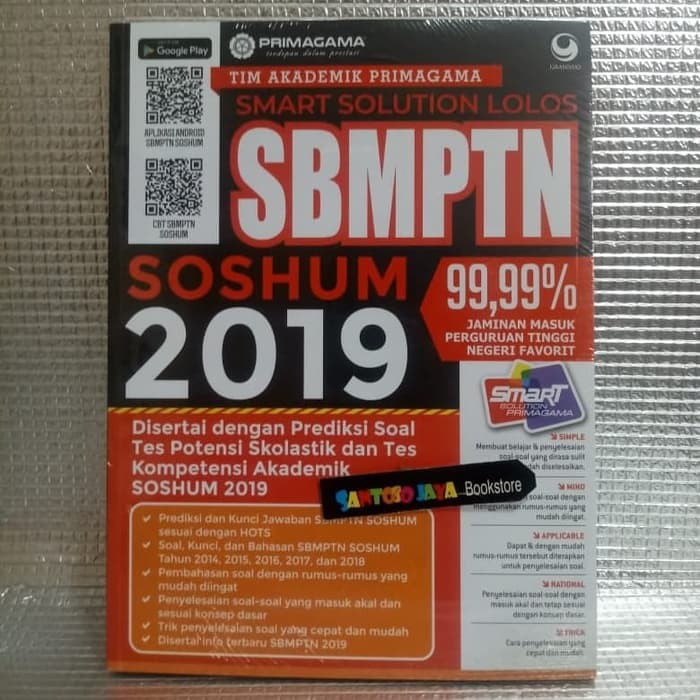 Google Play
PRIMAGAMA
terdepan dalam prestasi
TIM AKADEMIK PRIMAGAMA
SMART SOLUTION LOLOS
SBMPTN
APLIKASI ANDROID
SBMPTN SOSHUM
CBT SBMPTN
SOSHUM
SOSHUM
2019
99,99%
JAMINAN MASUK
PERGURUAN TINGGI
NEGERI FAVORIT
Disertai dengan Prediksi Soal
Tes Potensi Skolastik dan Tes
Kompetensi Akademik
SOSHUM 2019
SANTOSO JAYA Bookstore
Prediksi dan Kunci Jawaban SBMPTN SOSHUM
sesuai dengan HOTS
Soal, Kunci, dan Bahasan SBMPTN SOSHUM
Tahun 2014, 2015, 2016, 2017, dan 2018
Pembahasan soal dengan rumus-rumus yang
mudah diingat
Penyelesaian soal-soal yang masuk akal dan
sesuai konsep dasar
Trik penyelesaian soal yang cepat dan mudah
Disertai info terbaru SBMPTN 2019
SmaRT
SOLUTION
PRIMAGAMA
SIMPLE
Membuat belajar & penyelesaian
soal-soal yang dirasa sulit
mudah diselesaikan.
MIND
soal-soal dengan
menggunakan rumus-rumus yang
mudah diingat.
APPLICABLE
Dapat & dengan mudah
rumus-rumus tersebut diterapkan
untuk penyelesaian soal.
RATIONAL
Penyelesaian soal-soal dengan
masuk akal dan tetap sesuai
dengan konsep dasar.
TRICK
Cara penyelesaian yang
cepat dan mudah.